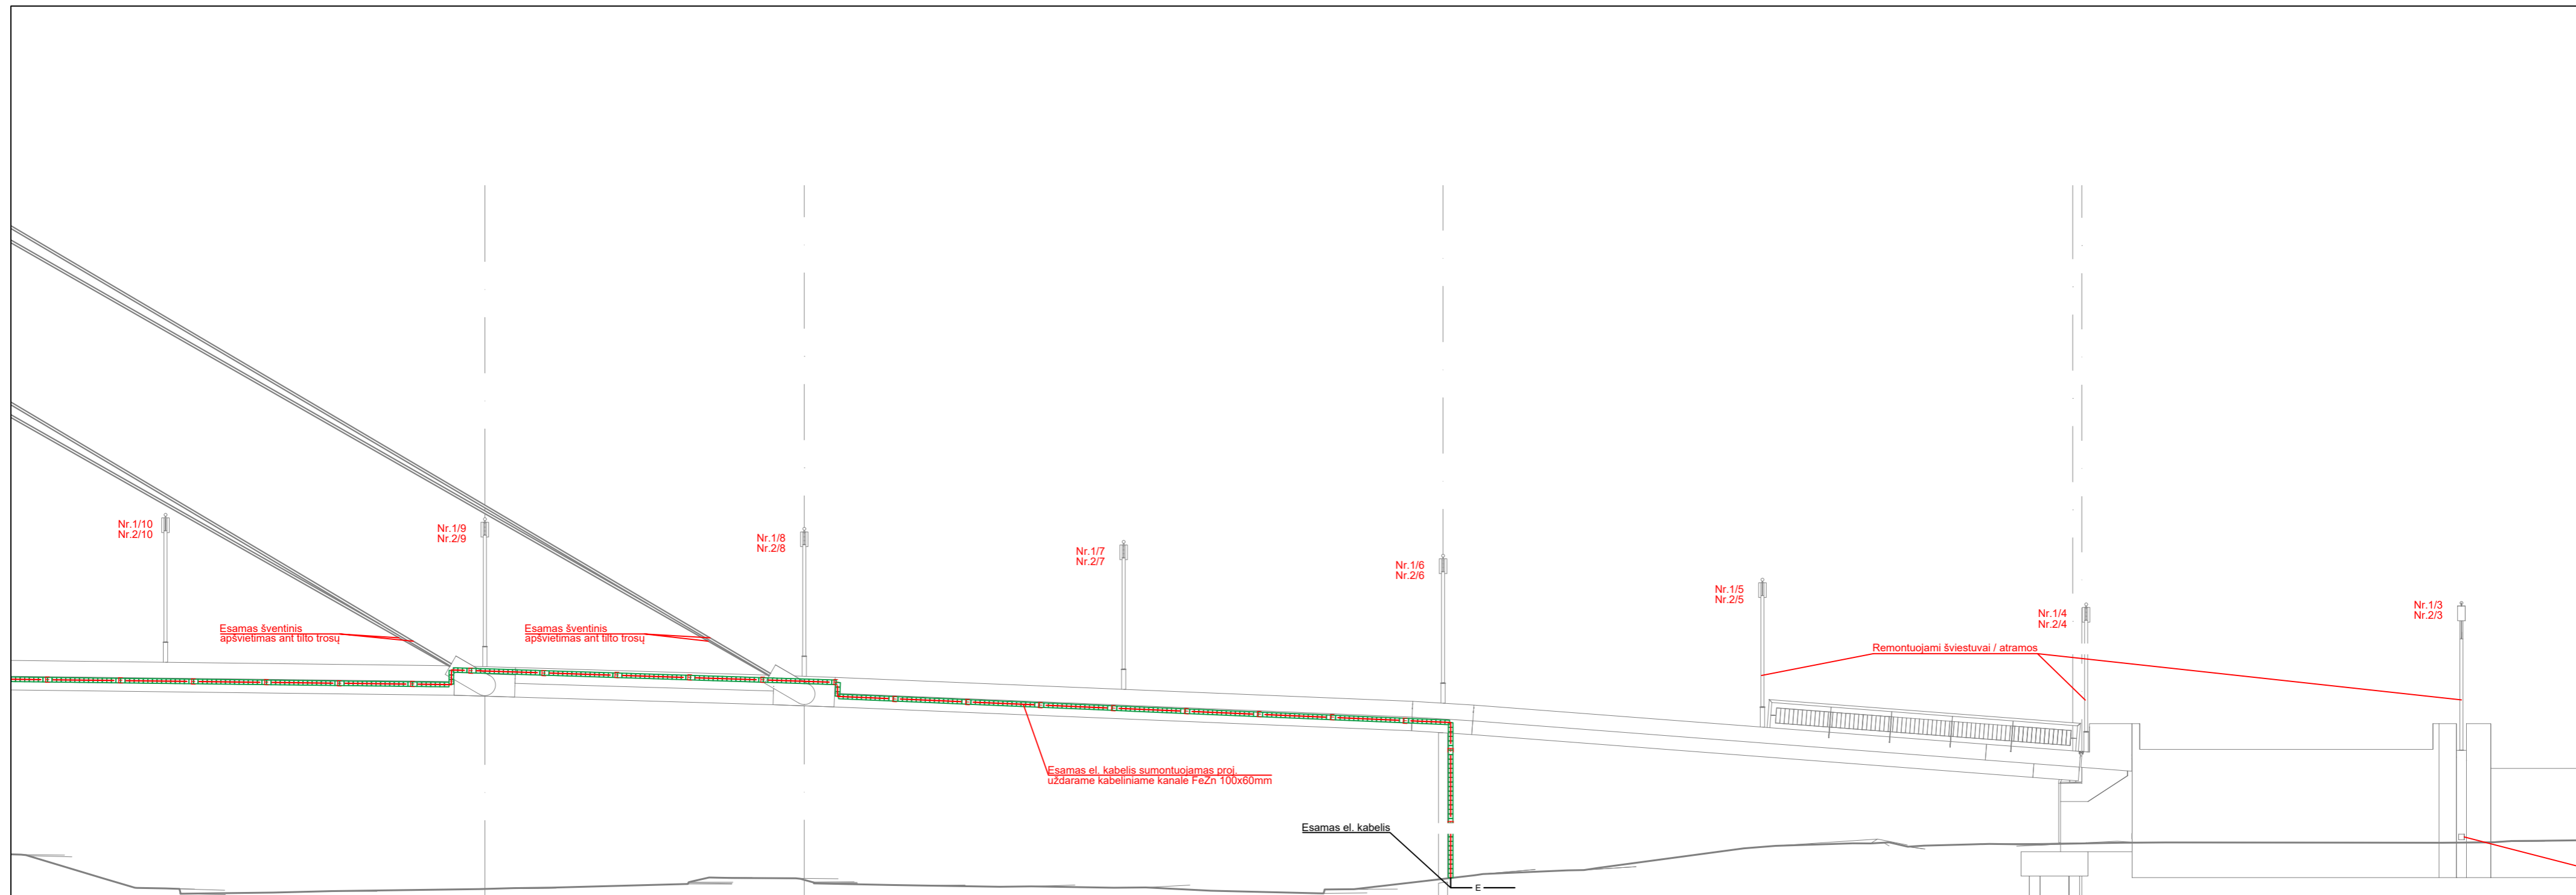 Nr.1/10
Nr.2/10
Nr.1/9
Nr.2/9
Nr.1/8
Nr.2/8
Nr.1/7
Nr.2/7
Nr.1/6
Nr.2/6
Nr.1/5
Nr.2/5
Nr.1/4
Nr.2/4
Nr.1/3
Nr.2/3
Esamas šventinis
apšvietimas ant tilto trosų
Esamas šventinis
apšvietimas ant tilto trosų
Remontuojami šviestuvai / atramos
Esamas el. kabelis sumontuojamas proj.
uždarame kabeliniame kanale FeZn 100x60mm
Esamas el. kabelis
E